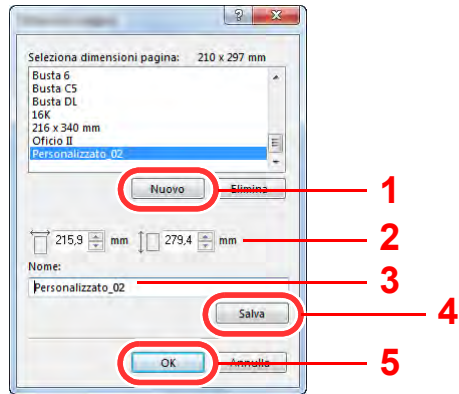 Seleziona dimensioni pagina: 210 x 297 mm
Busta 6
Busta C5
Busta DL
16K
216 x 340 mm
Oficio II
Personalizzato_02
Nuovo Elimina 1
215,9 mm 279,4 mm 2
Nome:
Personalizzato_02 3
Salva 4
OK Annulla 5